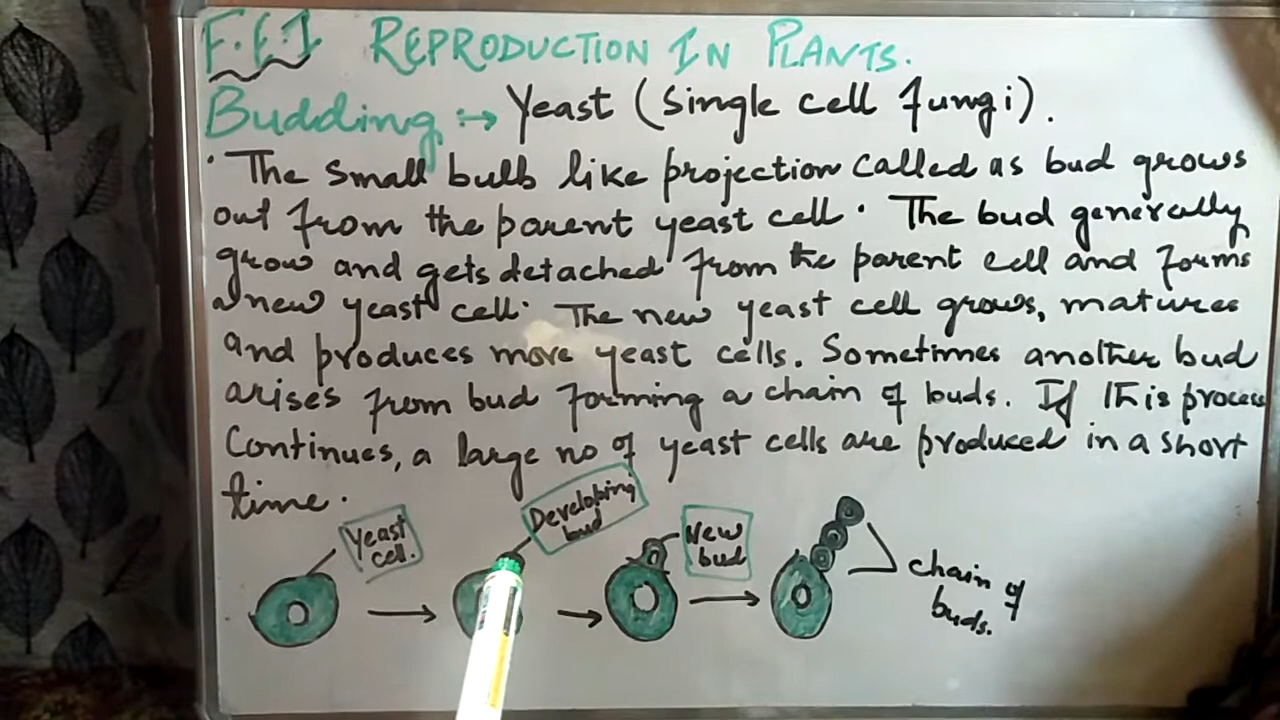 F.E.1 REPRODUCTION IN PLANTS.
Budding :→ Yeast (Single cell fungi).
· The small bulb like projection called as bud grows
out from the parent yeast cell. The bud generally
grow and gets detached from the parent cell and forms
a new yeast cell. The new yeast cell grows, matures
and produces more yeast cells. Sometimes another bud
arises from bud forming a chain of buds. If this process
Continues, a large no of yeast cells are produced in a short
time.
Yeast
cell.
Developing
bud
New
bud
chain of
buds.